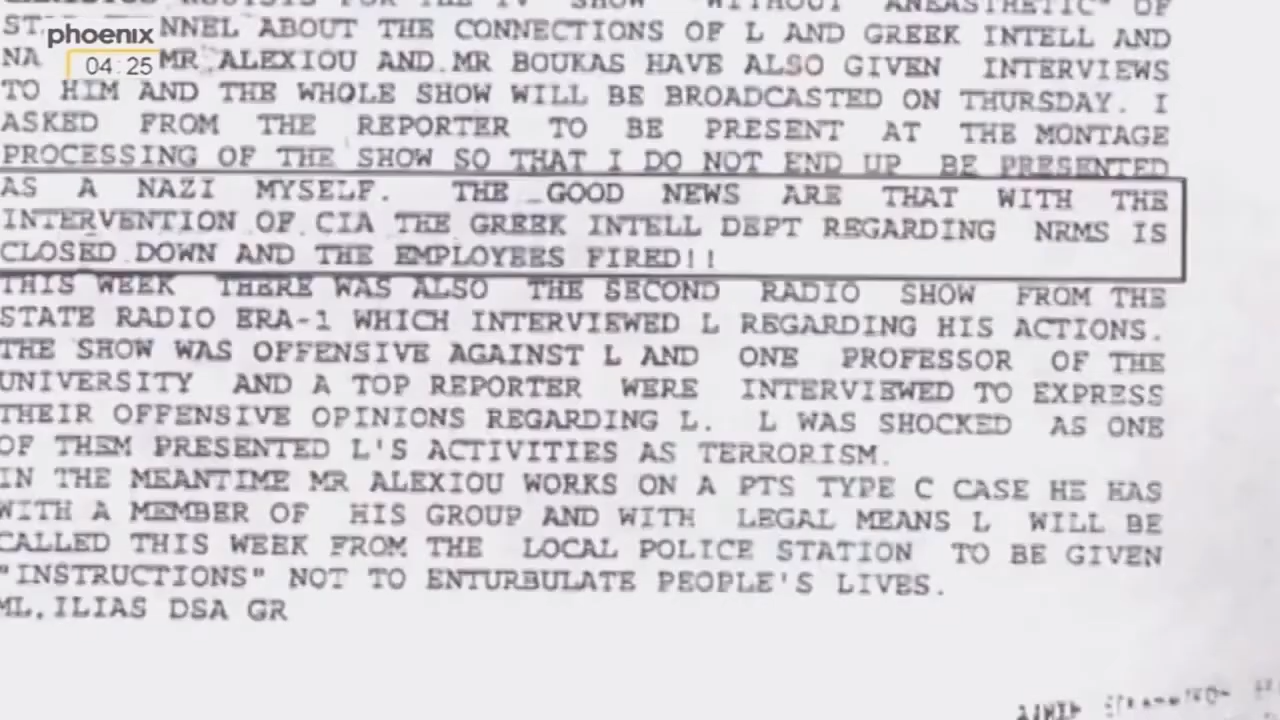 FOR THE TV SHOW "WITHOUT ANEASTHETIC" OF
ST NNEL ABOUT THE CONNECTIONS OF L AND GREEK INTELL AND
phoenix
NA MR ALEXIOU AND MR BOUKAS HAVE ALSO GIVEN INTERVIEWS
04:25
TO HIM AND THE WHOLE SHOW WILL BE BROADCASTED ON THURSDAY. I
ASKED FROM THE REPORTER TO BE PRESENT AT THE MONTAGE
PROCESSING OF THE SHOW SO THAT I DO NOT END UP BE PRESENTED
AS A NAZI MYSELF. THE GOOD NEWS ARE THAT WITH THE
INTERVENTION OF CIA THE GREEK INTELL DEPT REGARDING NRMS IS
CLOSED DOWN AND THE EMPLOYEES FIRED!!
THIS WEEK THERE WAS ALSO THE SECOND RADIO SHOW FROM THE
STATE RADIO ERA-1 WHICH INTERVIEWED L REGARDING HIS ACTIONS.
THE SHOW WAS OFFENSIVE AGAINST L AND ONE PROFESSOR OF THE
UNIVERSITY AND A TOP REPORTER WERE INTERVIEWED TO EXPRESS
THEIR OFFENSIVE OPINIONS REGARDING L. L WAS SHOCKED AS ONE
OF THEM PRESENTED L'S ACTIVITIES AS TERRORISM.
IN THE MEANTIME MR ALEXIOU WORKS ON A PTS TYPE C CASE HE HAS
WITH A MEMBER OF HIS GROUP AND WITH LEGAL MEANS L WILL BE
CALLED THIS WEEK FROM THE LOCAL POLICE STATION TO BE GIVEN
"INSTRUCTIONS" NOT TO ENTURBULATE PEOPLE'S LIVES.
ML, ILIAS DSA GR